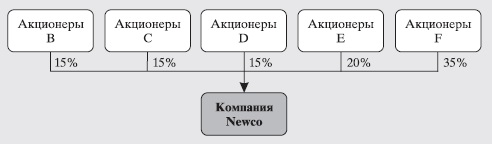 Акционеры
B
Акционеры
C
Акционеры
D
Акционеры
E
Акционеры
F
15%
15%
15%
20%
35%
Компания
Newco